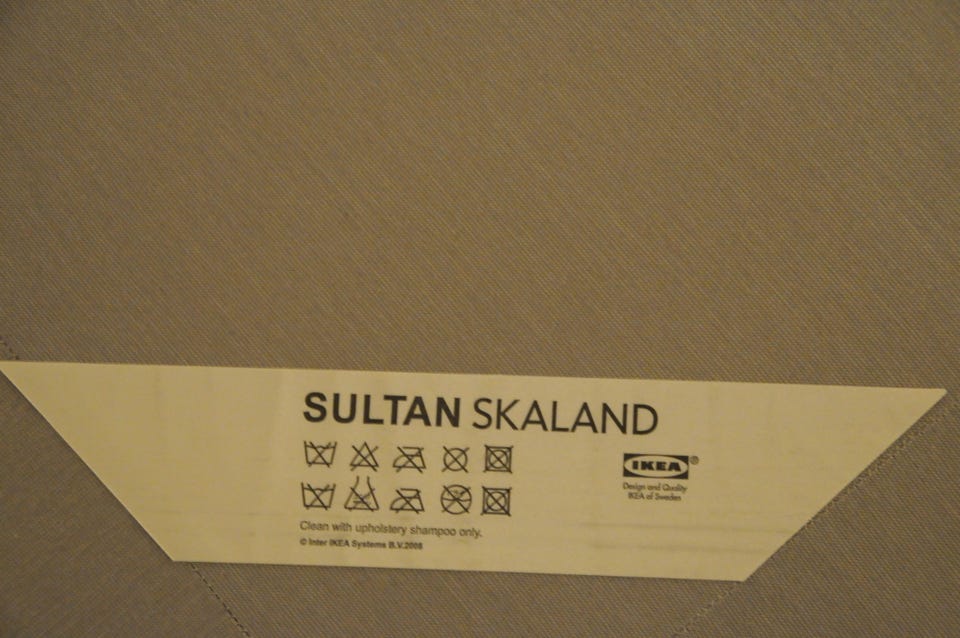 SULTAN SKALAND
IKEA®
Design and Quality
IKEA of Sweden
Clean with upholstery shampoo only.
© Inter IKEA Systems B.V.2008